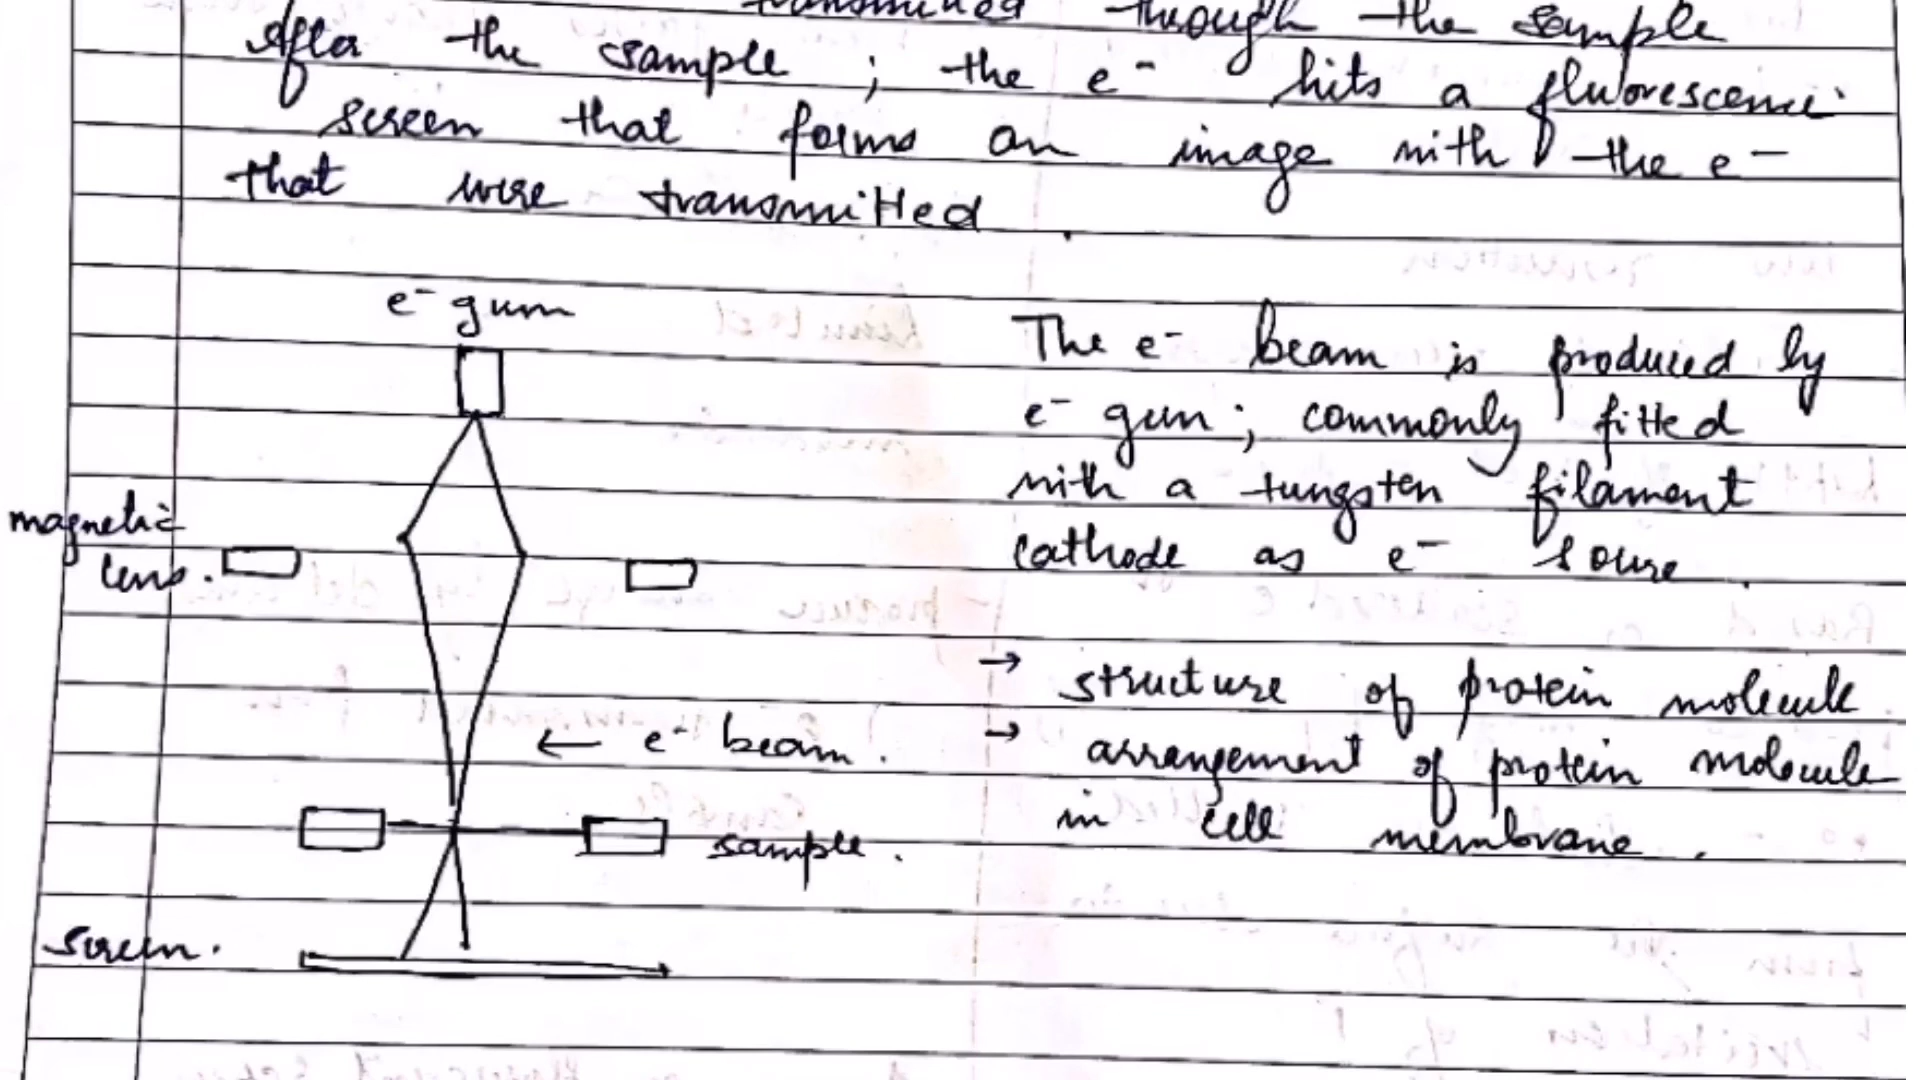 transmitted through the sample
After the sample ; the e⁻ hits a fluorescence
screen that forms an image with the e⁻
that were transmitted .
e⁻ gum
The e⁻ beam is produced by
e⁻ gun ; commonly fitted
with a tungsten filament
cathode as e⁻ source .
magnetic
lens .
→ structure of protein molecule
← e⁻ beam .
→ arrangement of protein molecule
in cell membrane .
sample .
screen .